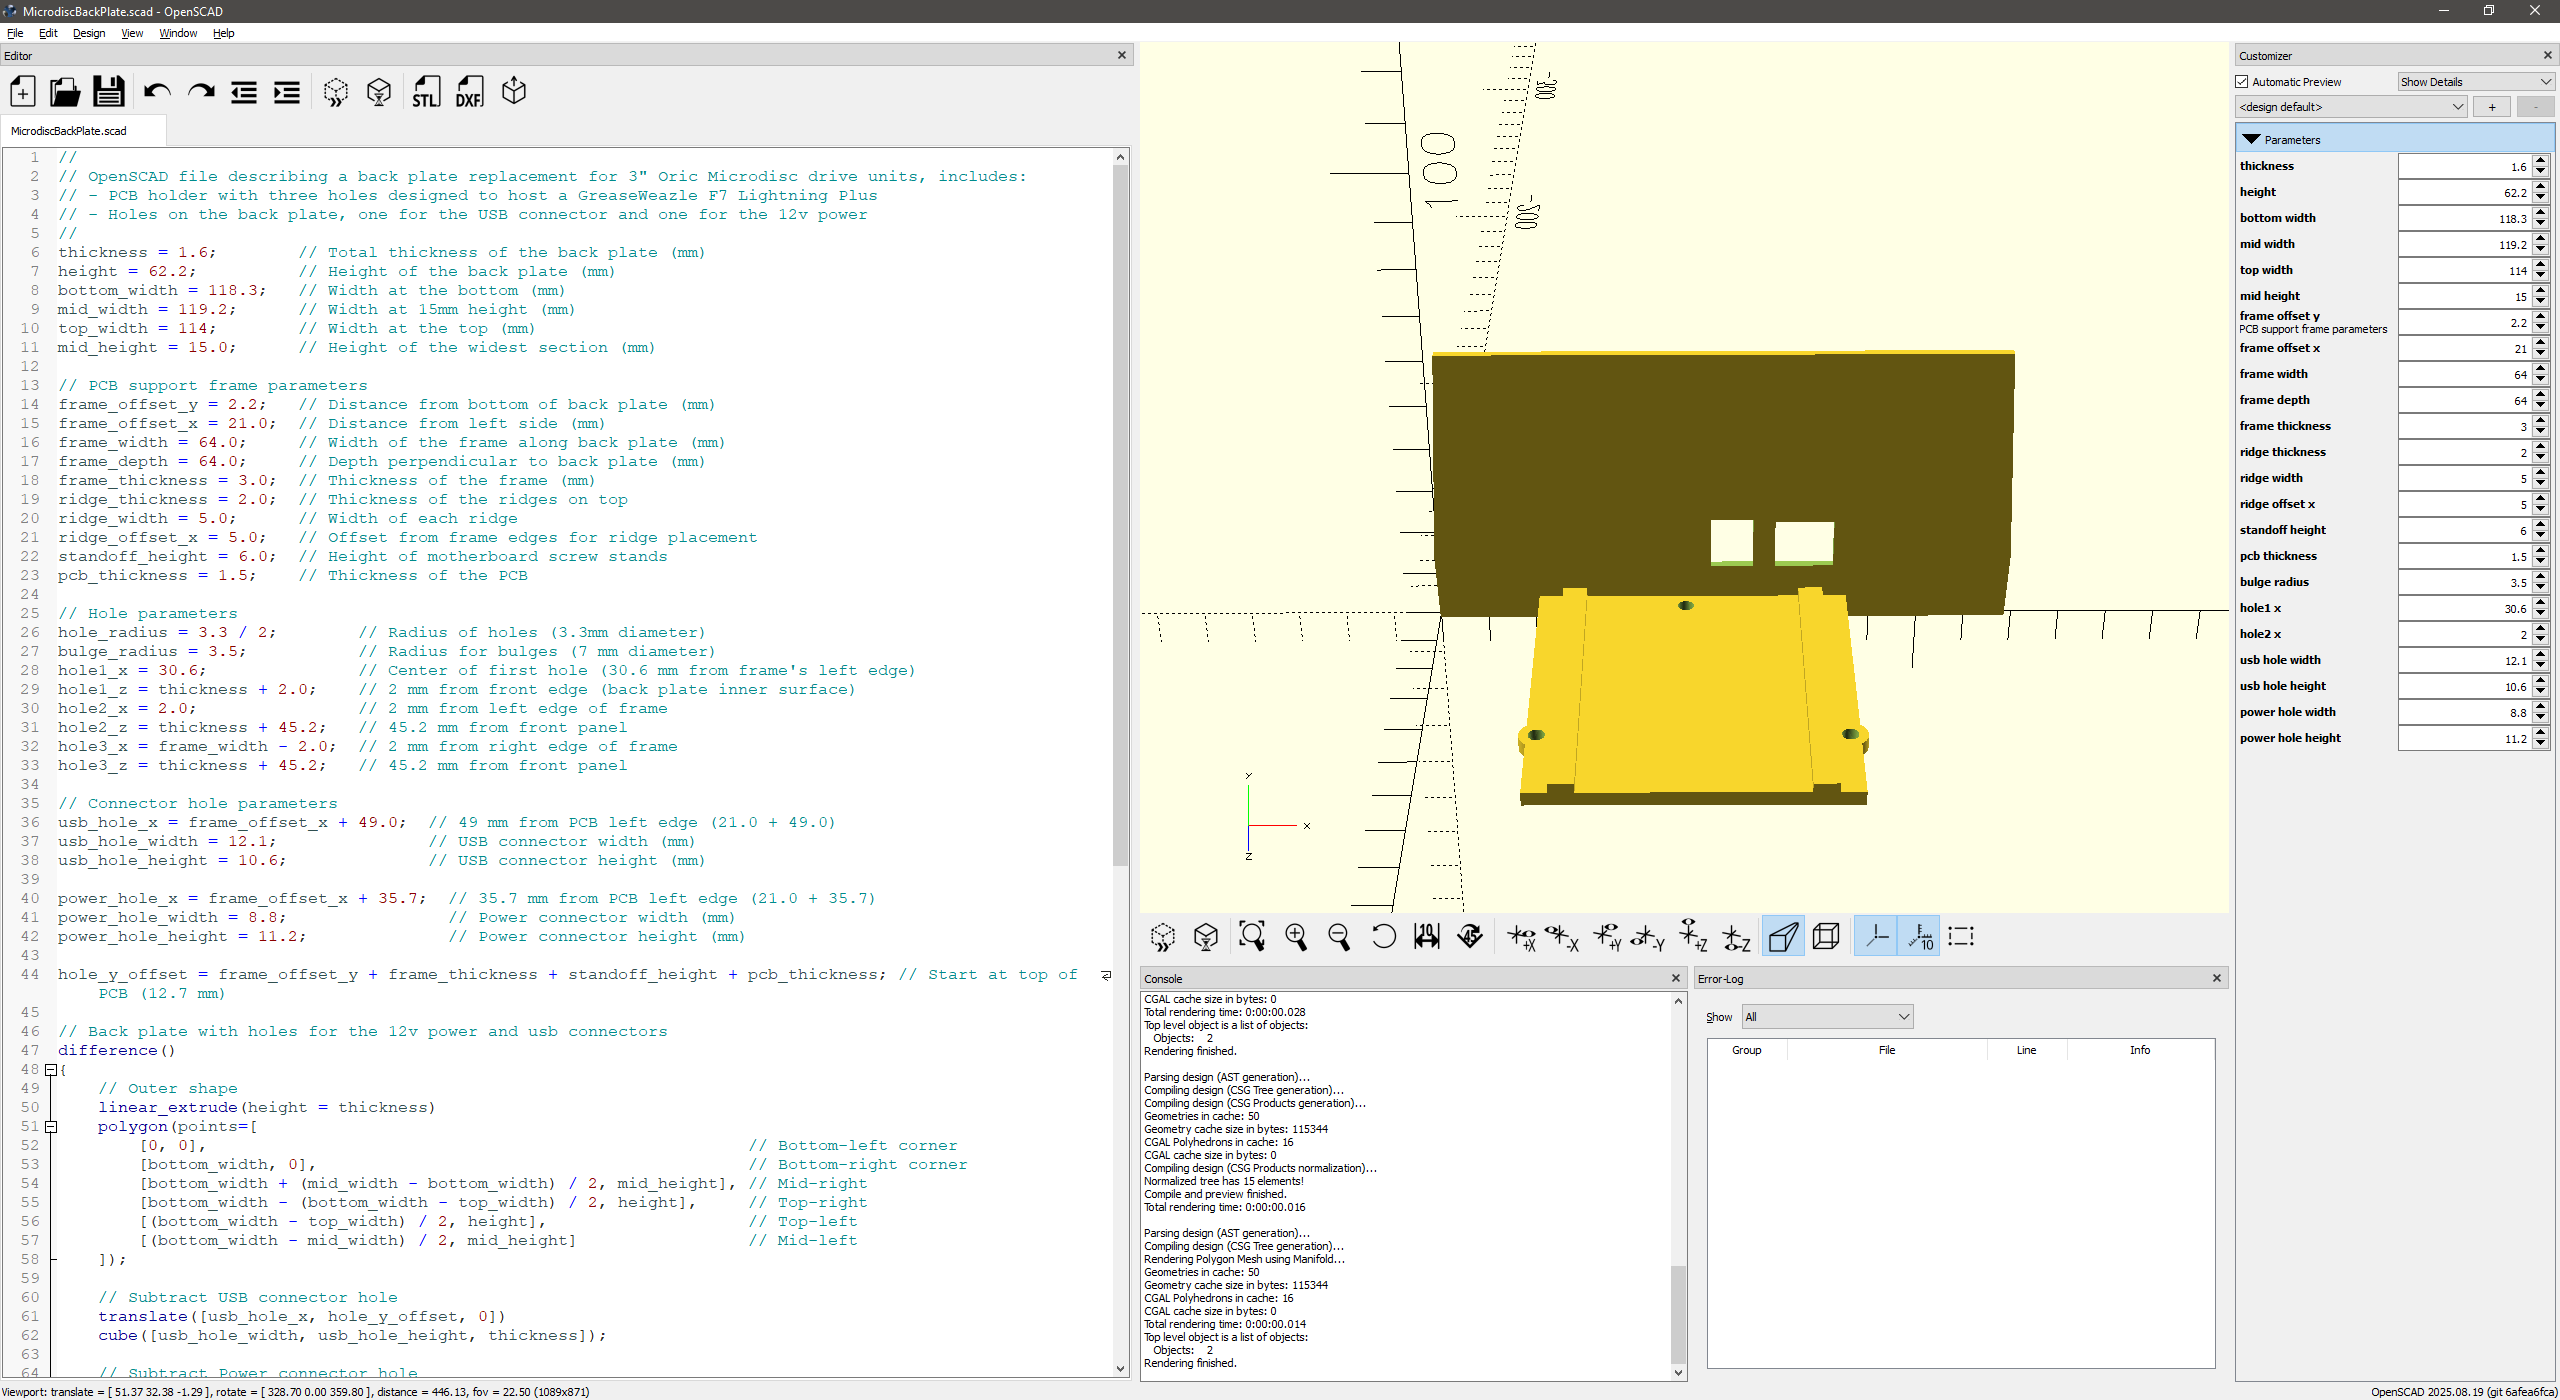 MicrodiscBackPlate.scad - OpenSCAD
File Edit Design View Window Help
Editor
STL DXF
MicrodiscBackPlate.scad
1 //
2 // OpenSCAD file describing a back plate replacement for 3" Oric Microdisc drive units, includes:
3 // - PCB holder with three holes designed to host a GreaseWeazle F7 Lightning Plus
4 // - Holes on the back plate, one for the USB connector and one for the 12v power
5 //
6 thickness = 1.6; // Total thickness of the back plate (mm)
7 height = 62.2; // Height of the back plate (mm)
8 bottom_width = 118.3; // Width at the bottom (mm)
9 mid_width = 119.2; // Width at 15mm height (mm)
10 top_width = 114; // Width at the top (mm)
11 mid_height = 15.0; // Height of the widest section (mm)
12
13 // PCB support frame parameters
14 frame_offset_y = 2.2; // Distance from bottom of back plate (mm)
15 frame_offset_x = 21.0; // Distance from left side (mm)
16 frame_width = 64.0; // Width of the frame along back plate (mm)
17 frame_depth = 64.0; // Depth perpendicular to back plate (mm)
18 frame_thickness = 3.0; // Thickness of the frame (mm)
19 ridge_thickness = 2.0; // Thickness of the ridges on top
20 ridge_width = 5.0; // Width of each ridge
21 ridge_offset_x = 5.0; // Offset from frame edges for ridge placement
22 standoff_height = 6.0; // Height of motherboard screw stands
23 pcb_thickness = 1.5; // Thickness of the PCB
24
25 // Hole parameters
26 hole_radius = 3.3 / 2; // Radius of holes (3.3mm diameter)
27 bulge_radius = 3.5; // Radius for bulges (7 mm diameter)
28 hole1_x = 30.6; // Center of first hole (30.6 mm from frame's left edge)
29 hole1_z = thickness + 2.0; // 2 mm from front edge (back plate inner surface)
30 hole2_x = 2.0; // 2 mm from left edge of frame
31 hole2_z = thickness + 45.2; // 45.2 mm from front panel
32 hole3_x = frame_width - 2.0; // 2 mm from right edge of frame
33 hole3_z = thickness + 45.2; // 45.2 mm from front panel
34
35 // Connector hole parameters
36 usb_hole_x = frame_offset_x + 49.0; // 49 mm from PCB left edge (21.0 + 49.0)
37 usb_hole_width = 12.1; // USB connector width (mm)
38 usb_hole_height = 10.6; // USB connector height (mm)
39
40 power_hole_x = frame_offset_x + 35.7; // 35.7 mm from PCB left edge (21.0 + 35.7)
41 power_hole_width = 8.8; // Power connector width (mm)
42 power_hole_height = 11.2; // Power connector height (mm)
43
44 hole_y_offset = frame_offset_y + frame_thickness + standoff_height + pcb_thickness; // Start at top of
PCB (12.7 mm)
45
46 // Back plate with holes for the 12v power and usb connectors
47 difference()
48 {
49 // Outer shape
50 linear_extrude(height = thickness)
51 polygon(points=[
52 [0, 0], // Bottom-left corner
53 [bottom_width, 0], // Bottom-right corner
54 [bottom_width + (mid_width - bottom_width) / 2, mid_height], // Mid-right
55 [bottom_width - (bottom_width - top_width) / 2, height], // Top-right
56 [(bottom_width - top_width) / 2, height], // Top-left
57 [(bottom_width - mid_width) / 2, mid_height] // Mid-left
58 ]);
59
60 // Subtract USB connector hole
61 translate([usb_hole_x, hole_y_offset, 0])
62 cube([usb_hole_width, usb_hole_height, thickness]);
63
64 // Subtract Power connector hole
100
Y
X
Z
10 45 +X -X +Y -Y +Z -Z 10
Console
CGAL cache size in bytes: 0
Total rendering time: 0:00:00.028
Top level object is a list of objects:
Objects: 2
Rendering finished.
Parsing design (AST generation)...
Compiling design (CSG Tree generation)...
Compiling design (CSG Products generation)...
Geometries in cache: 50
Geometry cache size in bytes: 115344
CGAL Polyhedrons in cache: 16
CGAL cache size in bytes: 0
Compiling design (CSG Products normalization)...
Normalized tree has 15 elements!
Compile and preview finished.
Total rendering time: 0:00:00.016
Parsing design (AST generation)...
Compiling design (CSG Tree generation)...
Rendering Polygon Mesh using Manifold...
Geometries in cache: 50
Geometry cache size in bytes: 115344
CGAL Polyhedrons in cache: 16
CGAL cache size in bytes: 0
Total rendering time: 0:00:00.014
Top level object is a list of objects:
Objects: 2
Rendering finished.
Error-Log
Show All
Group File Line Info
Customizer
Automatic Preview Show Details
<design default> + -
Parameters
thickness 1.6
height 62.2
bottom width 118.3
mid width 119.2
top width 114
mid height 15
frame offset y 2.2
PCB support frame parameters
frame offset x 21
frame width 64
frame depth 64
frame thickness 3
ridge thickness 2
ridge width 5
ridge offset x 5
standoff height 6
pcb thickness 1.5
bulge radius 3.5
hole1 x 30.6
hole2 x 2
usb hole width 12.1
usb hole height 10.6
power hole width 8.8
power hole height 11.2
Viewport: translate = [ 51.37 32.38 -1.29 ], rotate = [ 328.70 0.00 359.80 ], distance = 446.13, fov = 22.50 (1089x871)
OpenSCAD 2025.08.19 (git 6afea6fca)